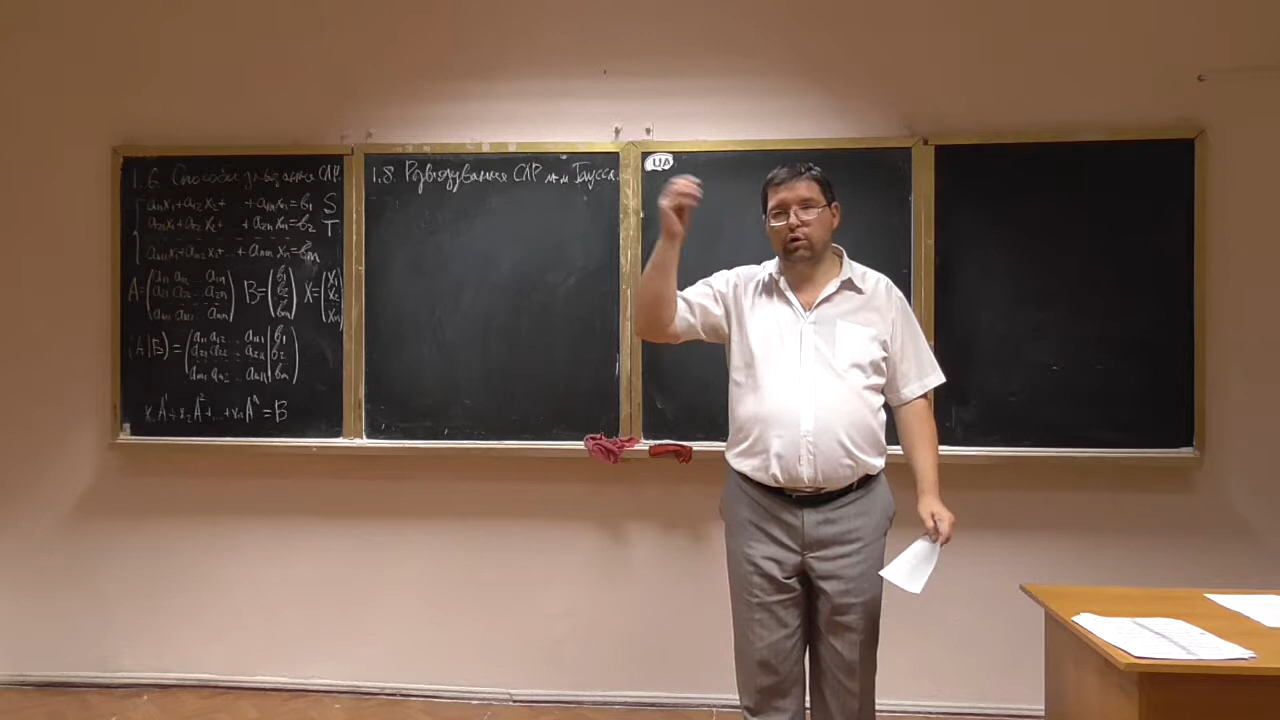 1.6. Способи задання СЛР.
a₁₁x₁+a₁₂x₂+ +a₁ₙxₙ=b₁ S
a₂₁x₁+a₂₂x₂+ +a₂ₙxₙ=b₂ T
aₘ₁x₁+aₘ₂x₂+...+aₘₙxₙ=bₘ
A=(a₁₁ a₁₂ ... a₁ₙ B=(b₁ X=(x₁
a₂₁ a₂₂ ... a₂ₙ b₂ x₂
aₘ₁ aₘ₂ ... aₘₙ) bₘ) xₙ)
(A|B)=(a₁₁ a₁₂ ... a₁ₙ | b₁
a₂₁ a₂₂ ... a₂ₙ | b₂
aₘ₁ aₘ₂ ... aₘₙ | bₘ)
x₁A¹+x₂A²+...+xₙAⁿ=B
1.8. Розв'язування СЛР м-м Гаусса.
UA